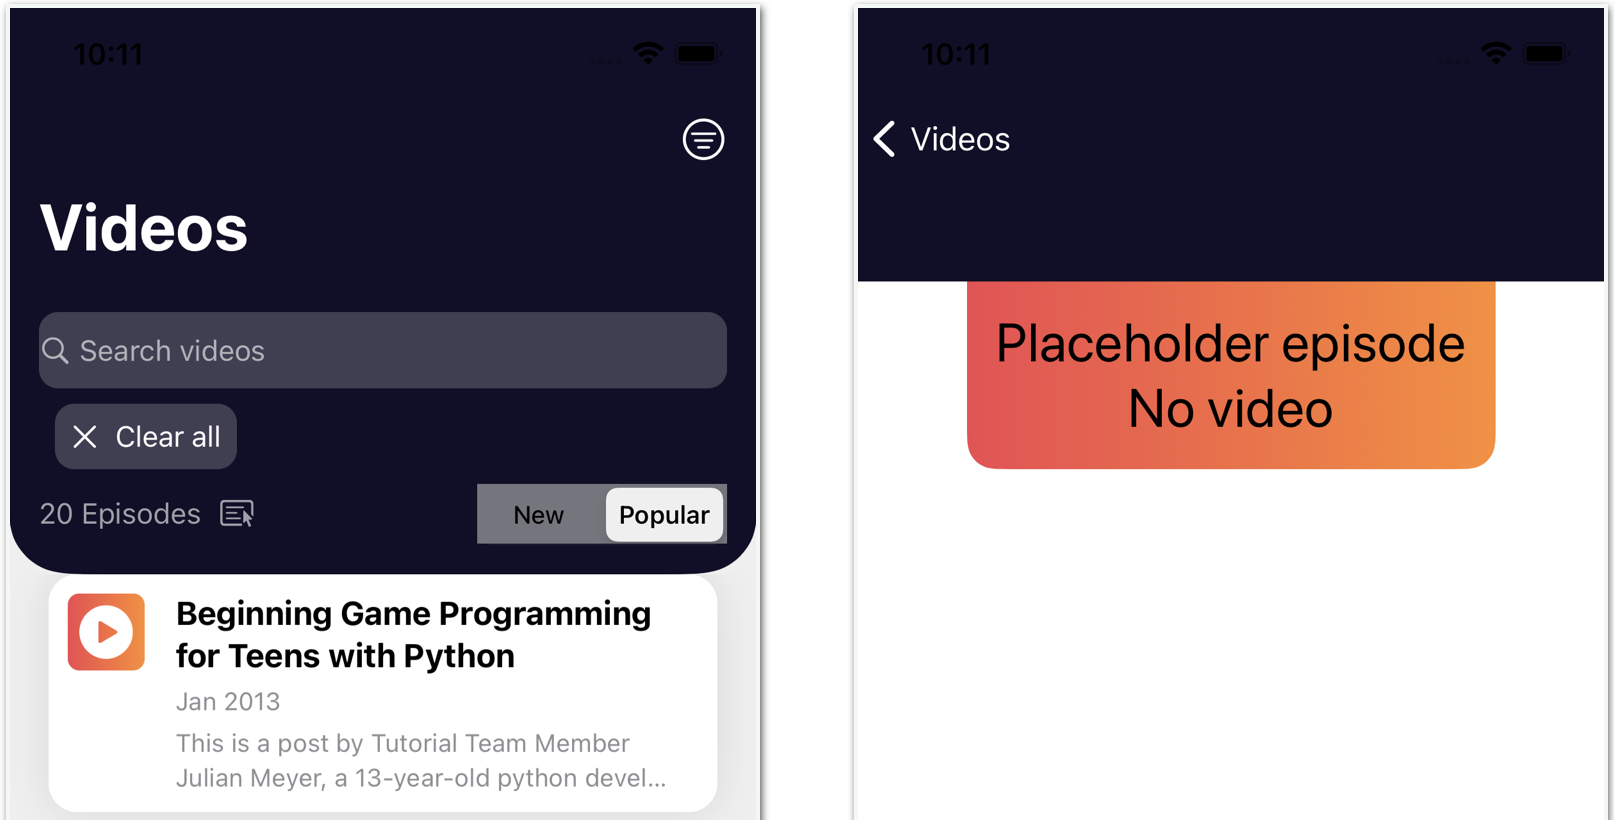 10:11
Videos
Search videos
Clear all
20 Episodes
New
Popular
Beginning Game Programming
for Teens with Python
Jan 2013
This is a post by Tutorial Team Member
Julian Meyer, a 13-year-old python devel...
10:11
Videos
Placeholder episode
No video